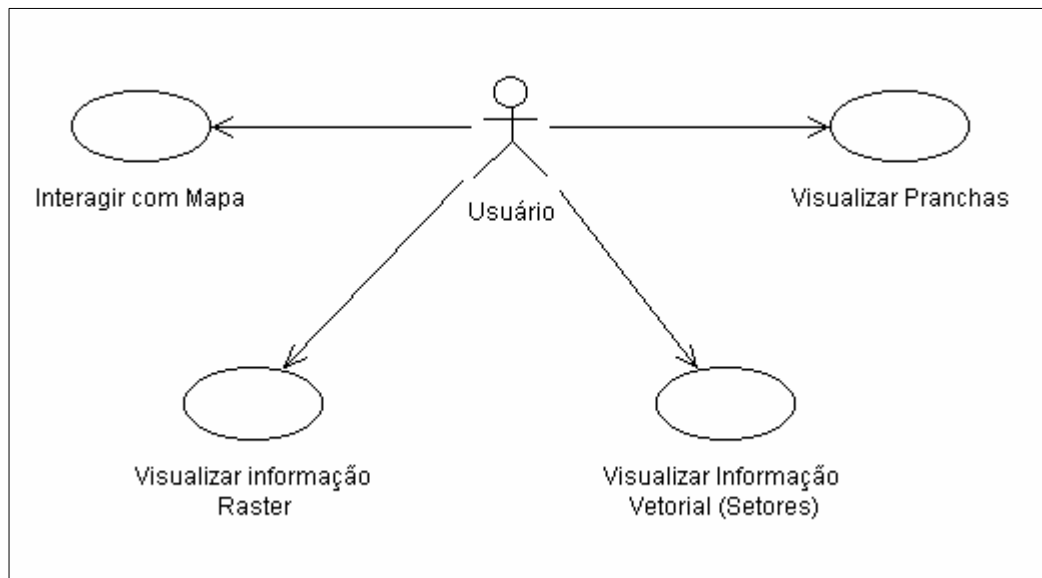 Interagir com Mapa
Usuário
Visualizar Pranchas
Visualizar informação
Raster
Visualizar Informação
Vetorial (Setores)